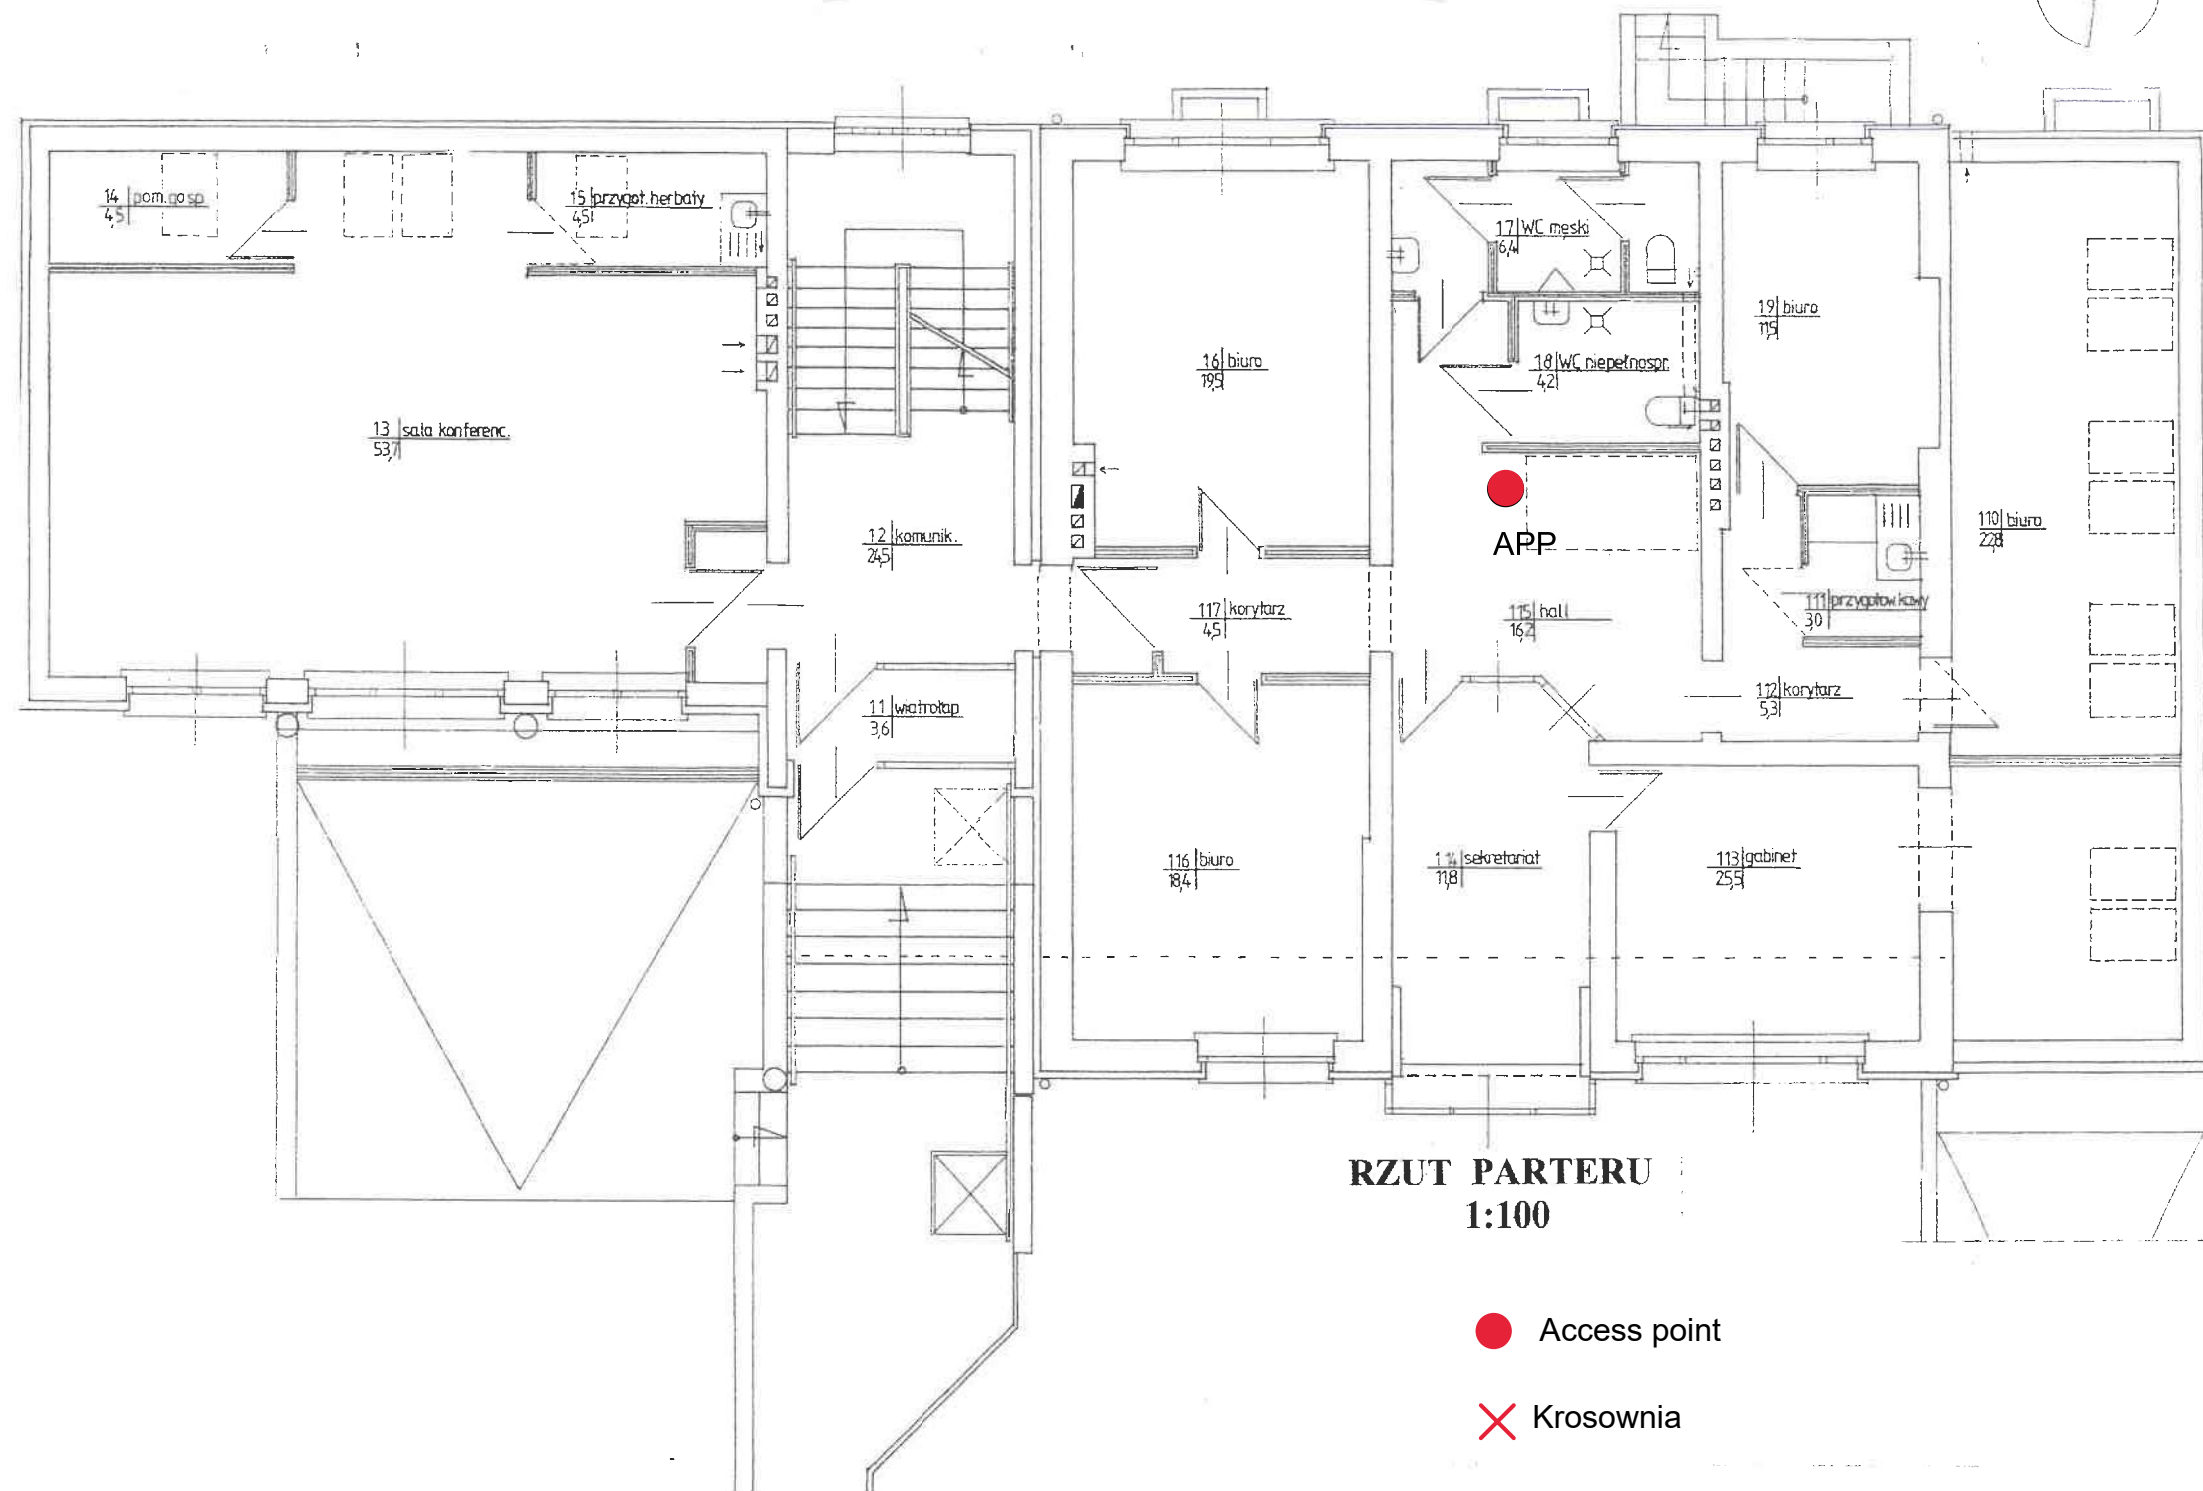 14 pom.gosp
4,5
15 przygot.herbaty
4,5
17 WC męski
6,4
19 biuro
11,5
16 biuro
19,5
18 WC niepełnospr.
4,2
13 sala konferenc.
53,7
12 komunik.
24,5
110 biuro
22,8
APP
117 korytarz
4,5
115 hall
16,2
111 przygotowkowy
3,0
11 wiatrołap
3,6
112 korytarz
5,3
116 biuro
18,4
114 sekretariat
11,8
113 gabinet
25,5
RZUT PARTERU
1:100
Access point
Krosownia